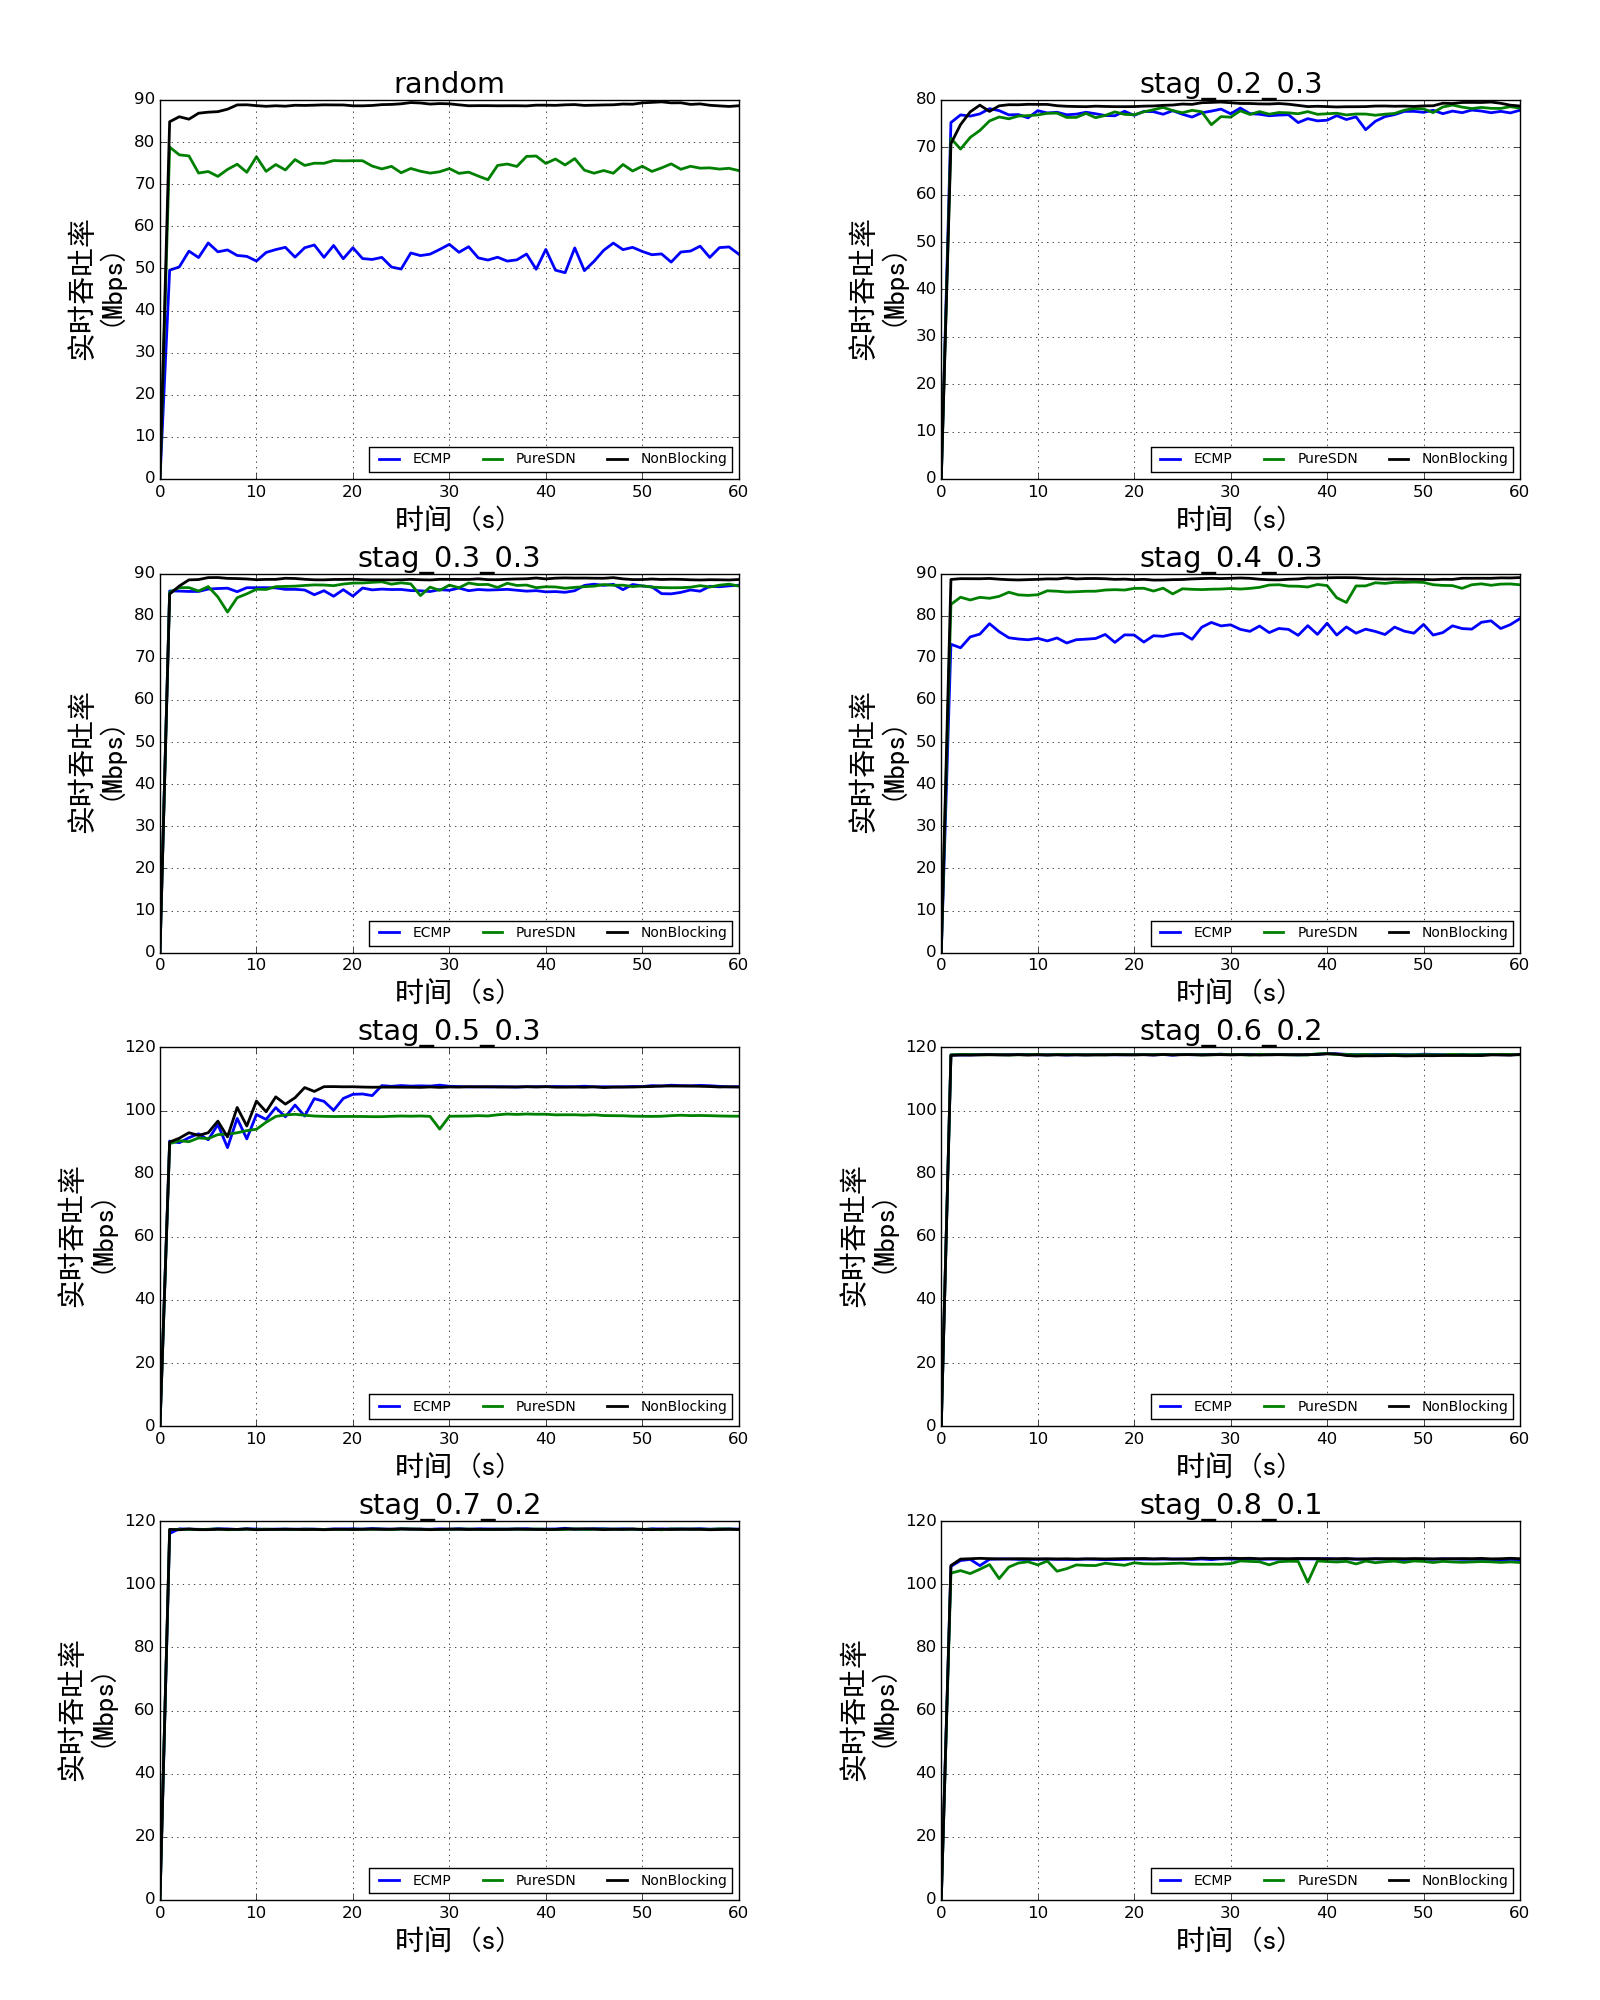 random
90
80
70
60
50
40
30
20
10
0
实时吞吐率
(Mbps)
ECMP PureSDN NonBlocking
0 10 20 30 40 50 60
时间 (s)
stag_0.2_0.3
80
70
60
50
40
30
20
10
0
实时吞吐率
(Mbps)
ECMP PureSDN NonBlocking
0 10 20 30 40 50 60
时间 (s)
stag_0.3_0.3
90
80
70
60
50
40
30
20
10
0
实时吞吐率
(Mbps)
ECMP PureSDN NonBlocking
0 10 20 30 40 50 60
时间 (s)
stag_0.4_0.3
90
80
70
60
50
40
30
20
10
0
实时吞吐率
(Mbps)
ECMP PureSDN NonBlocking
0 10 20 30 40 50 60
时间 (s)
stag_0.5_0.3
120
100
80
60
40
20
0
实时吞吐率
(Mbps)
ECMP PureSDN NonBlocking
0 10 20 30 40 50 60
时间 (s)
stag_0.6_0.2
120
100
80
60
40
20
0
实时吞吐率
(Mbps)
ECMP PureSDN NonBlocking
0 10 20 30 40 50 60
时间 (s)
stag_0.7_0.2
120
100
80
60
40
20
0
实时吞吐率
(Mbps)
ECMP PureSDN NonBlocking
0 10 20 30 40 50 60
时间 (s)
stag_0.8_0.1
120
100
80
60
40
20
0
实时吞吐率
(Mbps)
ECMP PureSDN NonBlocking
0 10 20 30 40 50 60
时间 (s)